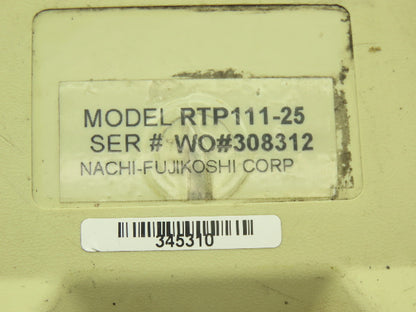 MODEL RTP111-25
SER # WO#308312
NACHI-FUJIKOSHI CORP
345310